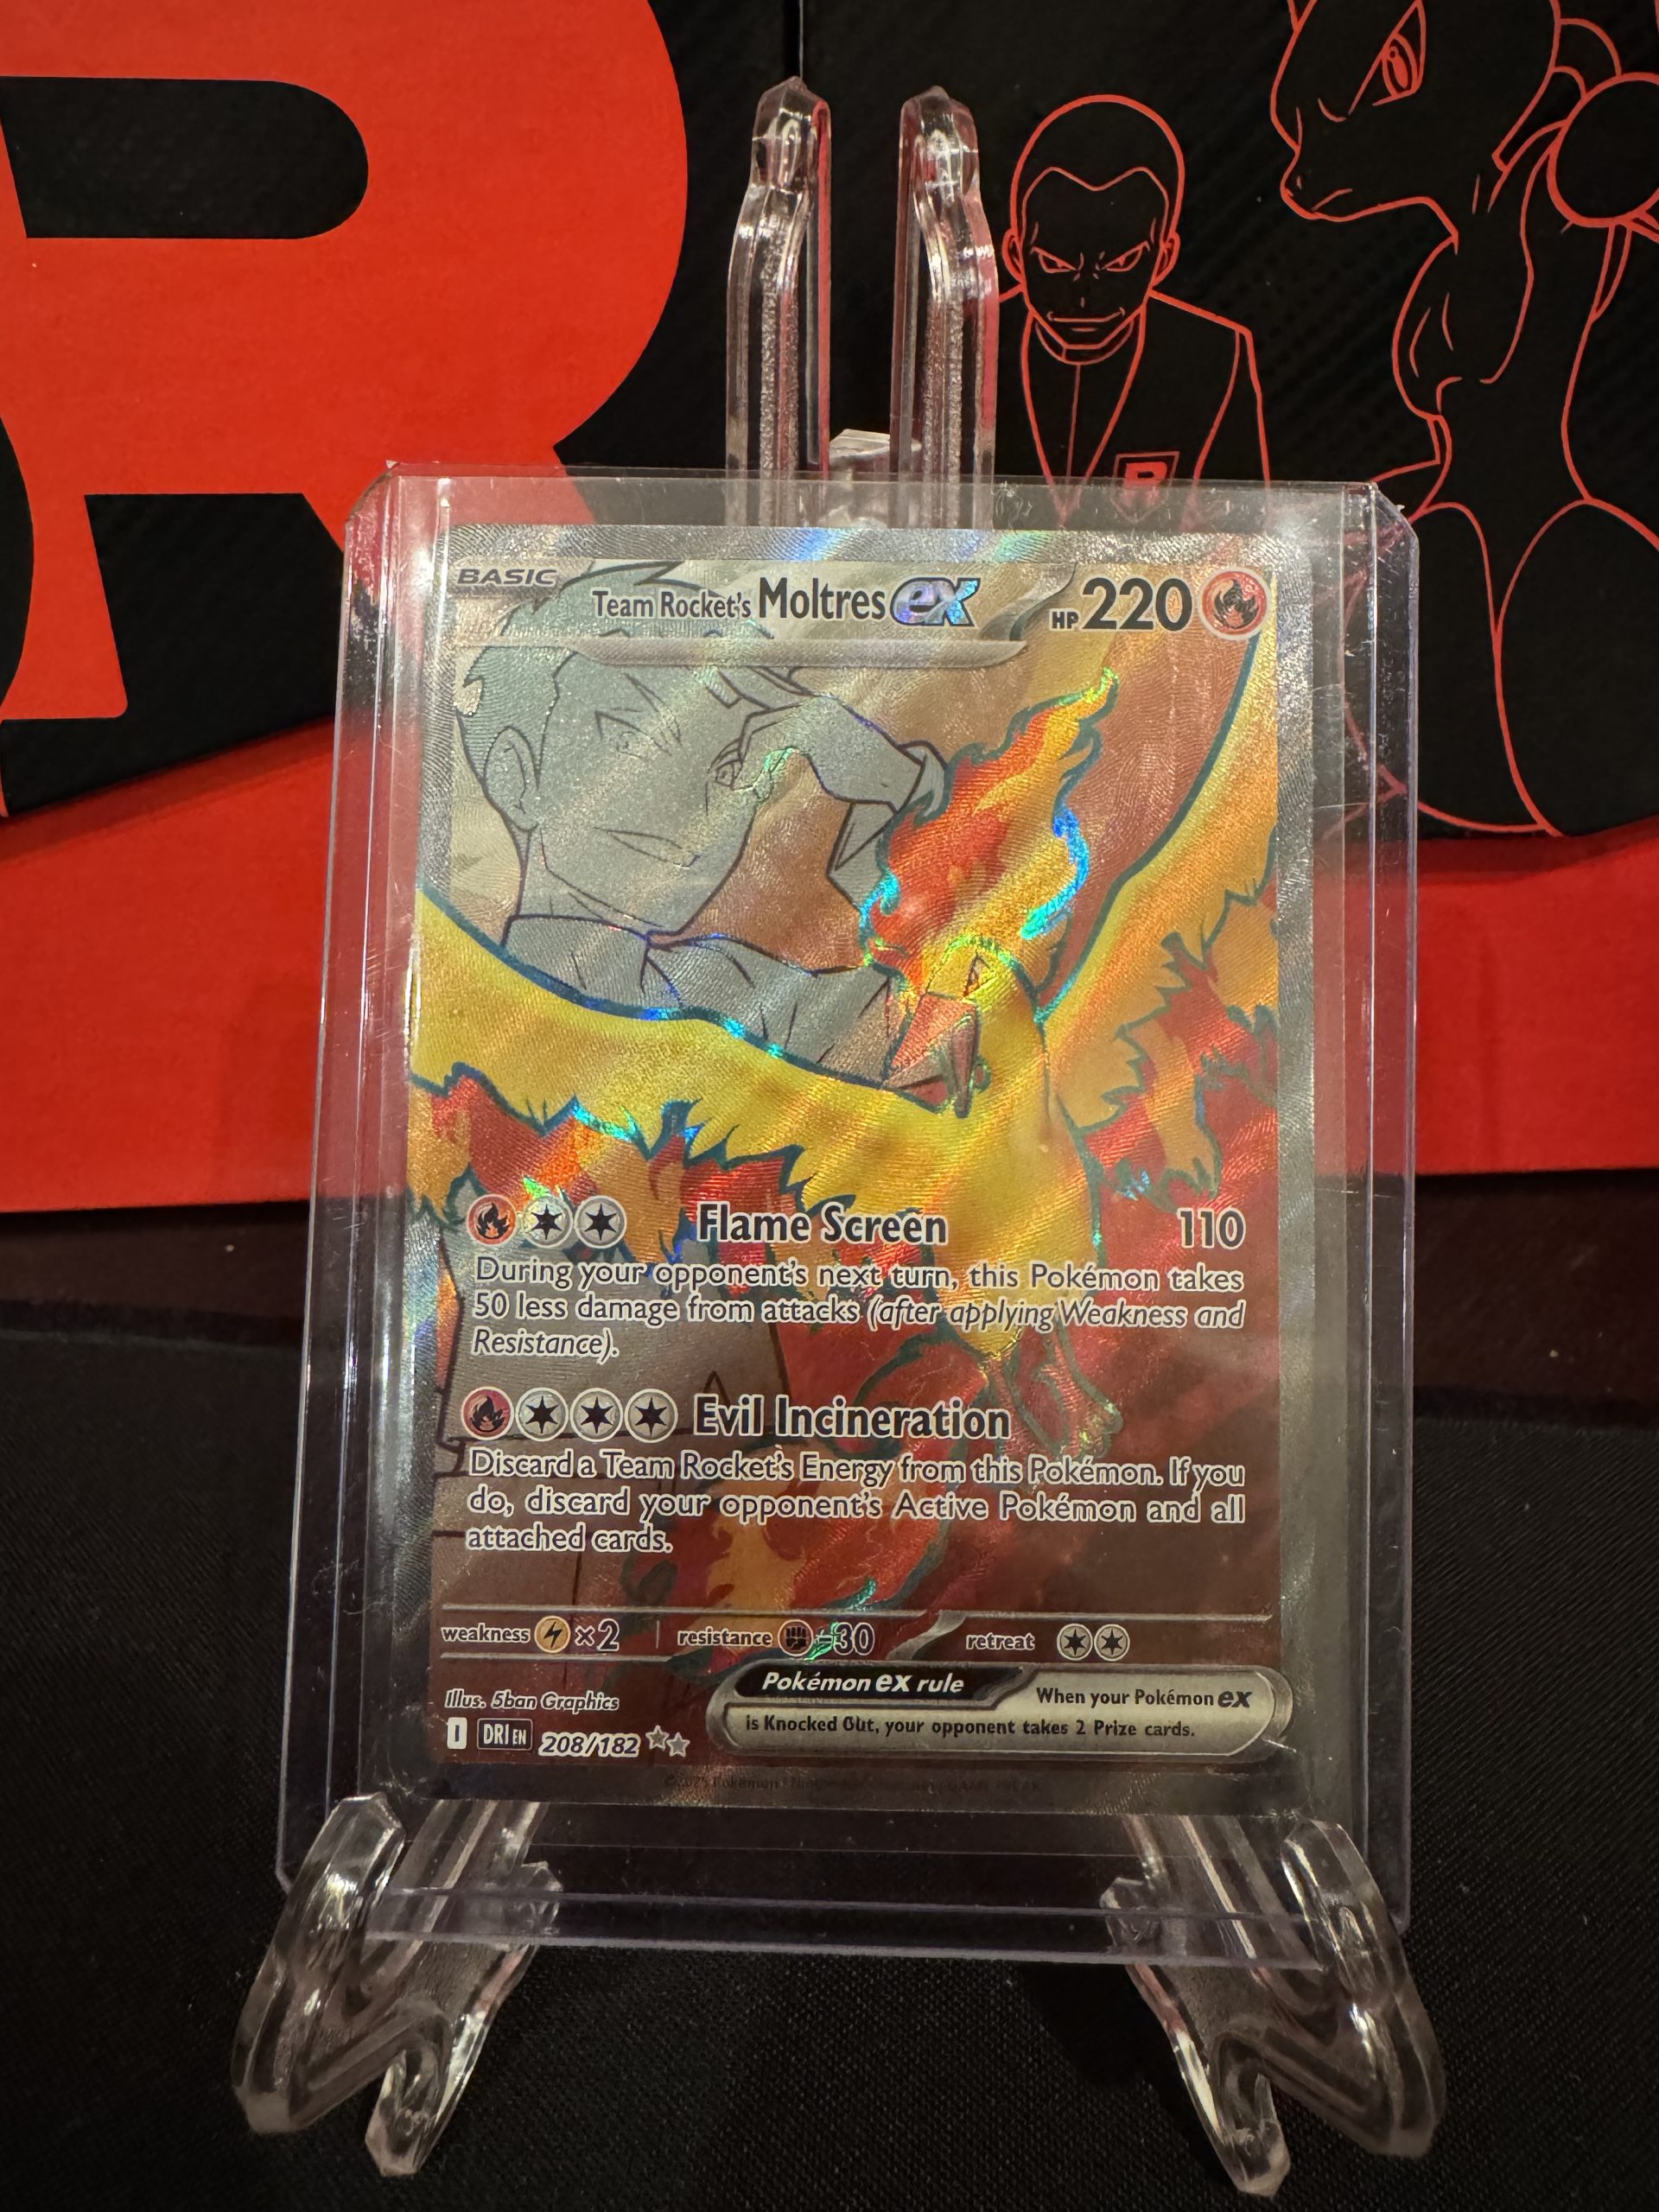 R
R
BASIC
Team Rocket's Moltres ex HP 220
Flame Screen 110
During your opponent's next turn, this Pokémon takes
50 less damage from attacks (after applying Weakness and
Resistance).
Evil Incineration
Discard a Team Rocket's Energy from this Pokémon. If you
do, discard your opponent's Active Pokémon and all
attached cards.
weakness ×2 resistance -30 retreat
Pokémon ex rule
Illus. 5ban Graphics
When your Pokémon ex
is Knocked Out, your opponent takes 2 Prize cards.
I DRI EN 208/182
©2025 Pokémon